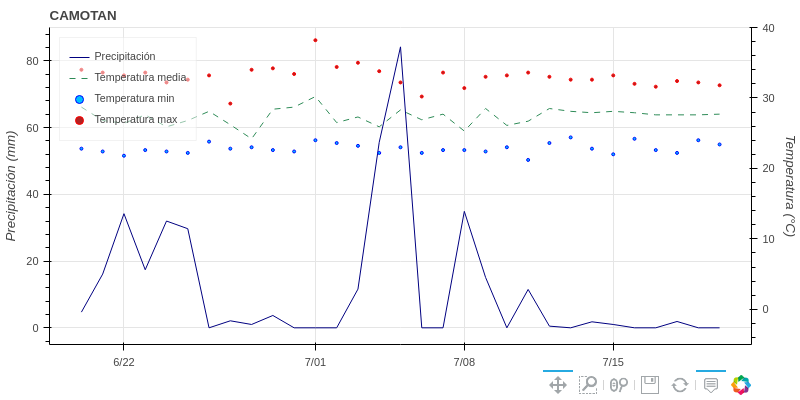 CAMOTAN
Precipitación
Temperatura media
Temperatura min
Temperatura max
Precipitación (mm)
80
60
40
20
0
Temperatura (°C)
40
30
20
10
0
6/22
7/01
7/08
7/15